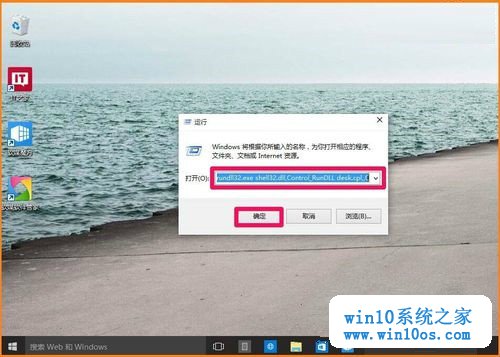 回收站
IT之家
运行
Windows 将根据你所输入的名称，为你打开相应的程序、
文件夹、文档或 Internet 资源。
打开(O):
rundll32.exe shell32.dll,Control_RunDLL desk.cpl,,
确定
取消
浏览(B)...
搜索 Web 和 Windows
win10系统之家
www.win10os.com